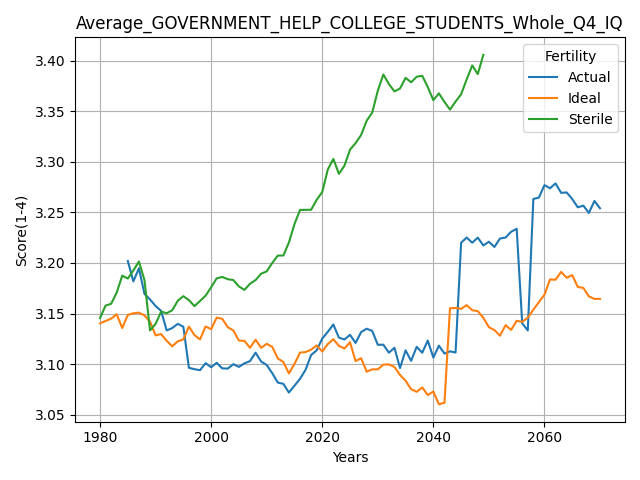 Average_GOVERNMENT_HELP_COLLEGE_STUDENTS_Whole_Q4_IQ
Fertility
Actual
Ideal
Sterile
Score(1-4)
3.40
3.35
3.30
3.25
3.20
3.15
3.10
3.05
1980 2000 2020 2040 2060
Years